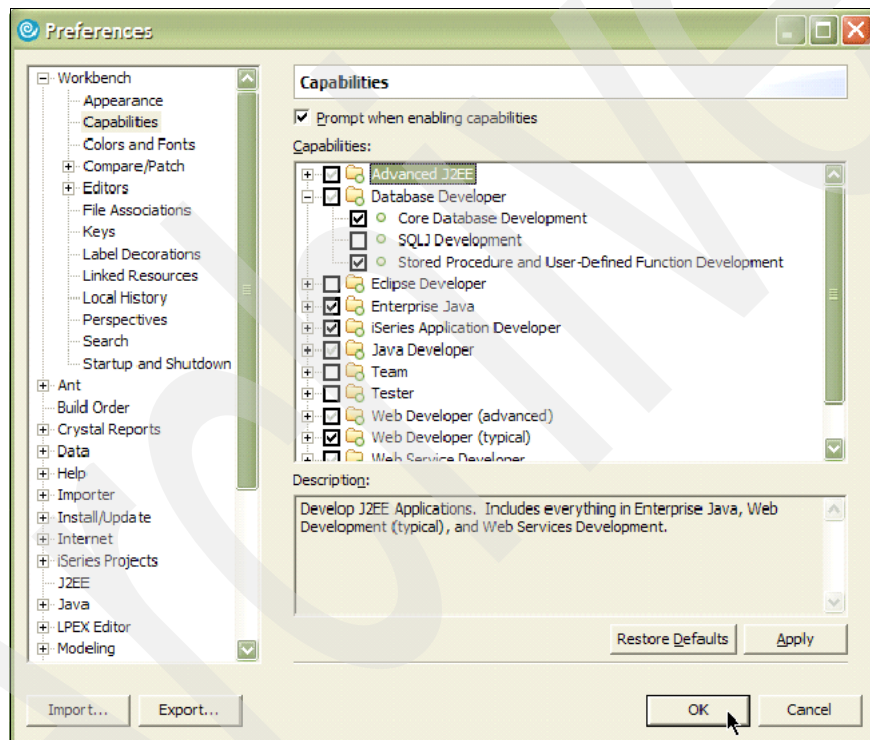 Preferences
Workbench
Appearance
Capabilities
Colors and Fonts
Compare/Patch
Editors
File Associations
Keys
Label Decorations
Linked Resources
Local History
Perspectives
Search
Startup and Shutdown
Ant
Build Order
Crystal Reports
Data
Help
Importer
Install/Update
Internet
iSeries Projects
J2EE
Java
LPEX Editor
Modeling
Capabilities
Prompt when enabling capabilities
Capabilities:
Advanced J2EE
Database Developer
Core Database Development
SQLJ Development
Stored Procedure and User-Defined Function Development
Eclipse Developer
Enterprise Java
iSeries Application Developer
Java Developer
Team
Tester
Web Developer (advanced)
Web Developer (typical)
Web Service Developer
Description:
Develop J2EE Applications. Includes everything in Enterprise Java, Web
Development (typical), and Web Services Development.
Restore Defaults
Apply
Import...
Export...
OK
Cancel